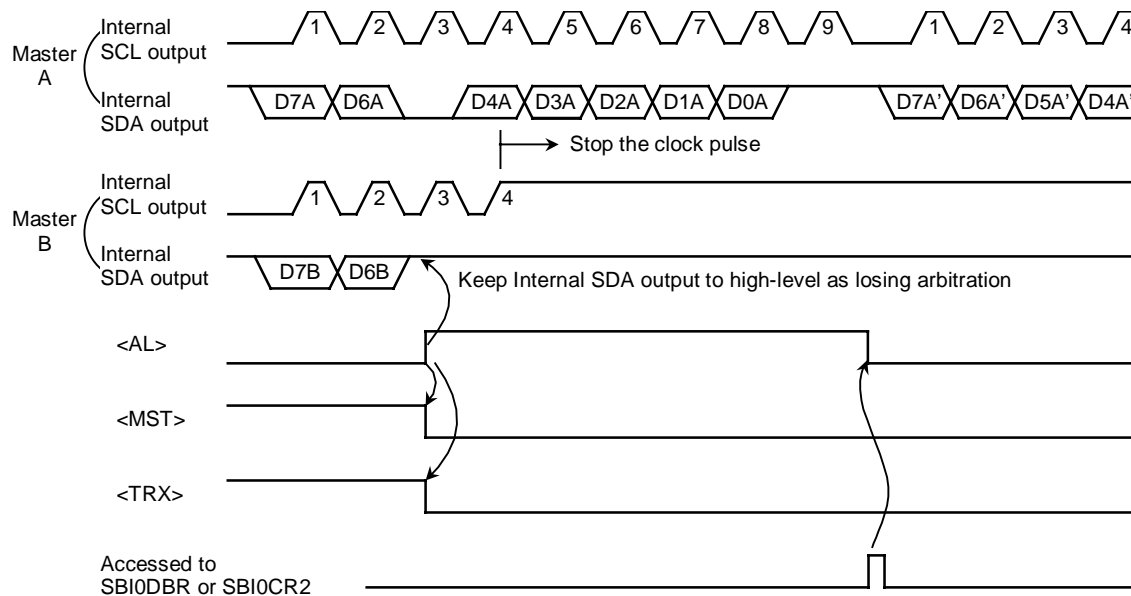 Master
A
Internal
SCL output
1 2 3 4 5 6 7 8 9 1 2 3 4
Internal
SDA output
D7A D6A D4A D3A D2A D1A D0A D7A' D6A' D5A' D4A'
Stop the clock pulse
Master
B
Internal
SCL output
1 2 3 4
Internal
SDA output
D7B D6B
Keep Internal SDA output to high-level as losing arbitration
<AL>
<MST>
<TRX>
Accessed to
SBI0DBR or SBI0CR2